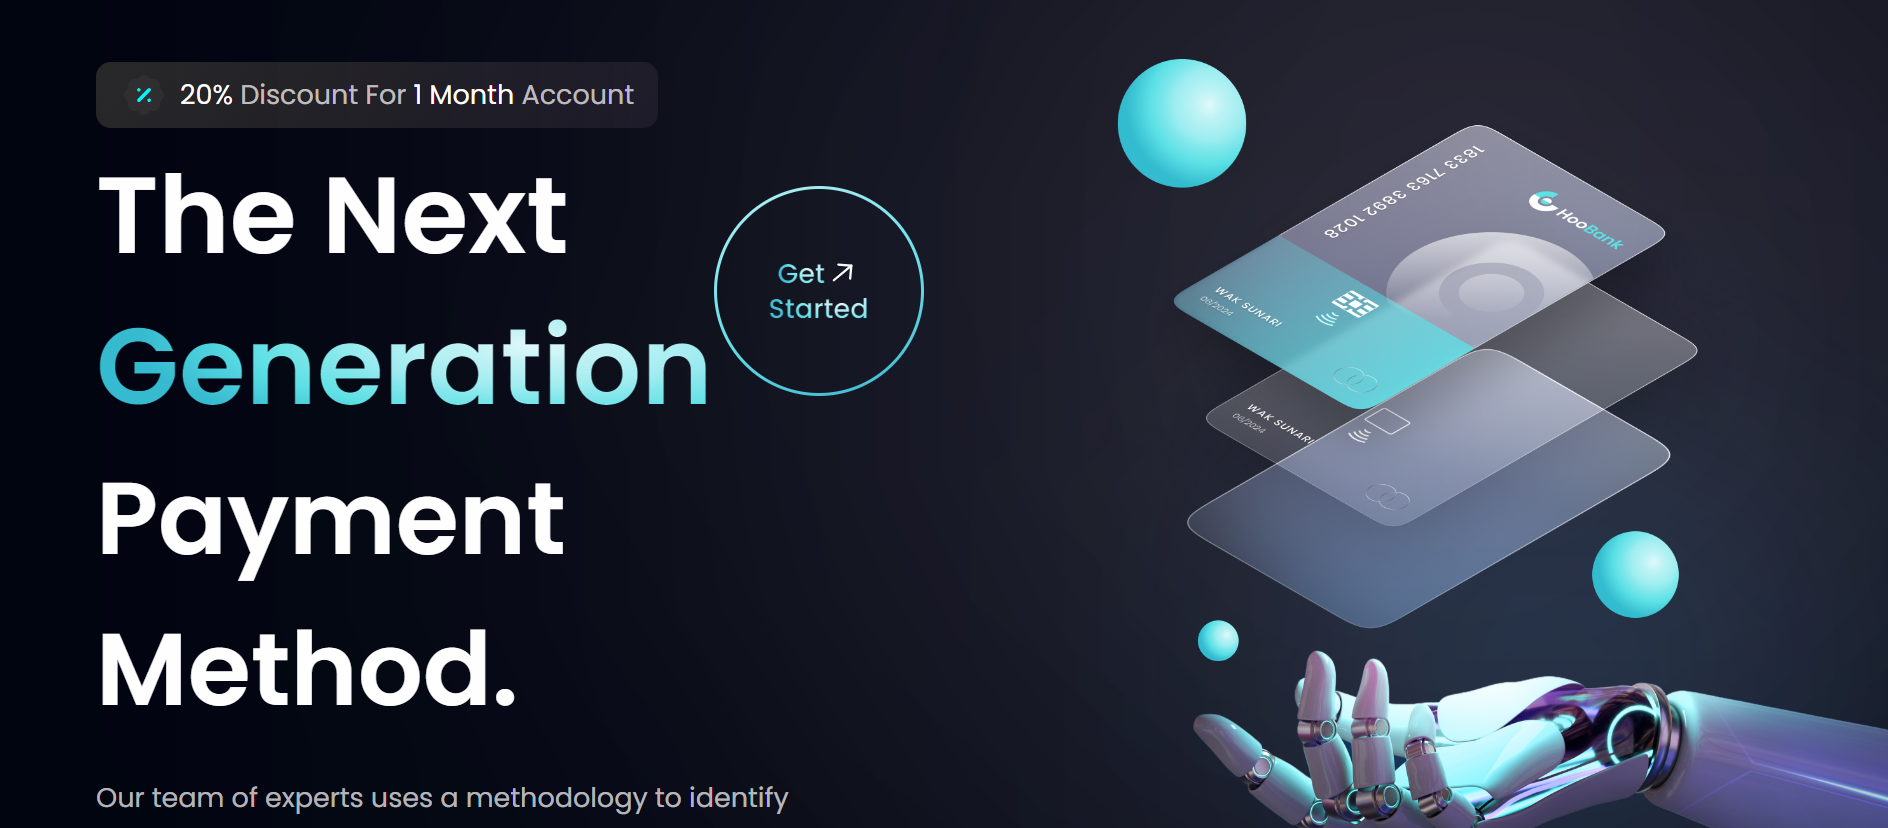 20% Discount For 1 Month Account
The Next
Generation
Payment
Method.
Get
Started
Our team of experts uses a methodology to identify
1833 7163 3892 1028
HooBank
WAK SUNARI
06/2024
WAK SUNARI
06/2024